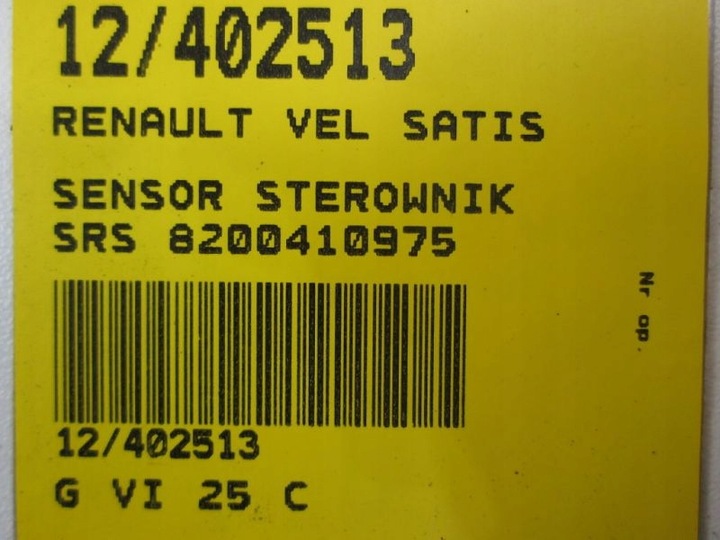 12/402513
RENAULT VEL SATIS
SENSOR STEROWNIK
SRS 8200410975
Nr op.
12/402513
G VI 25 C